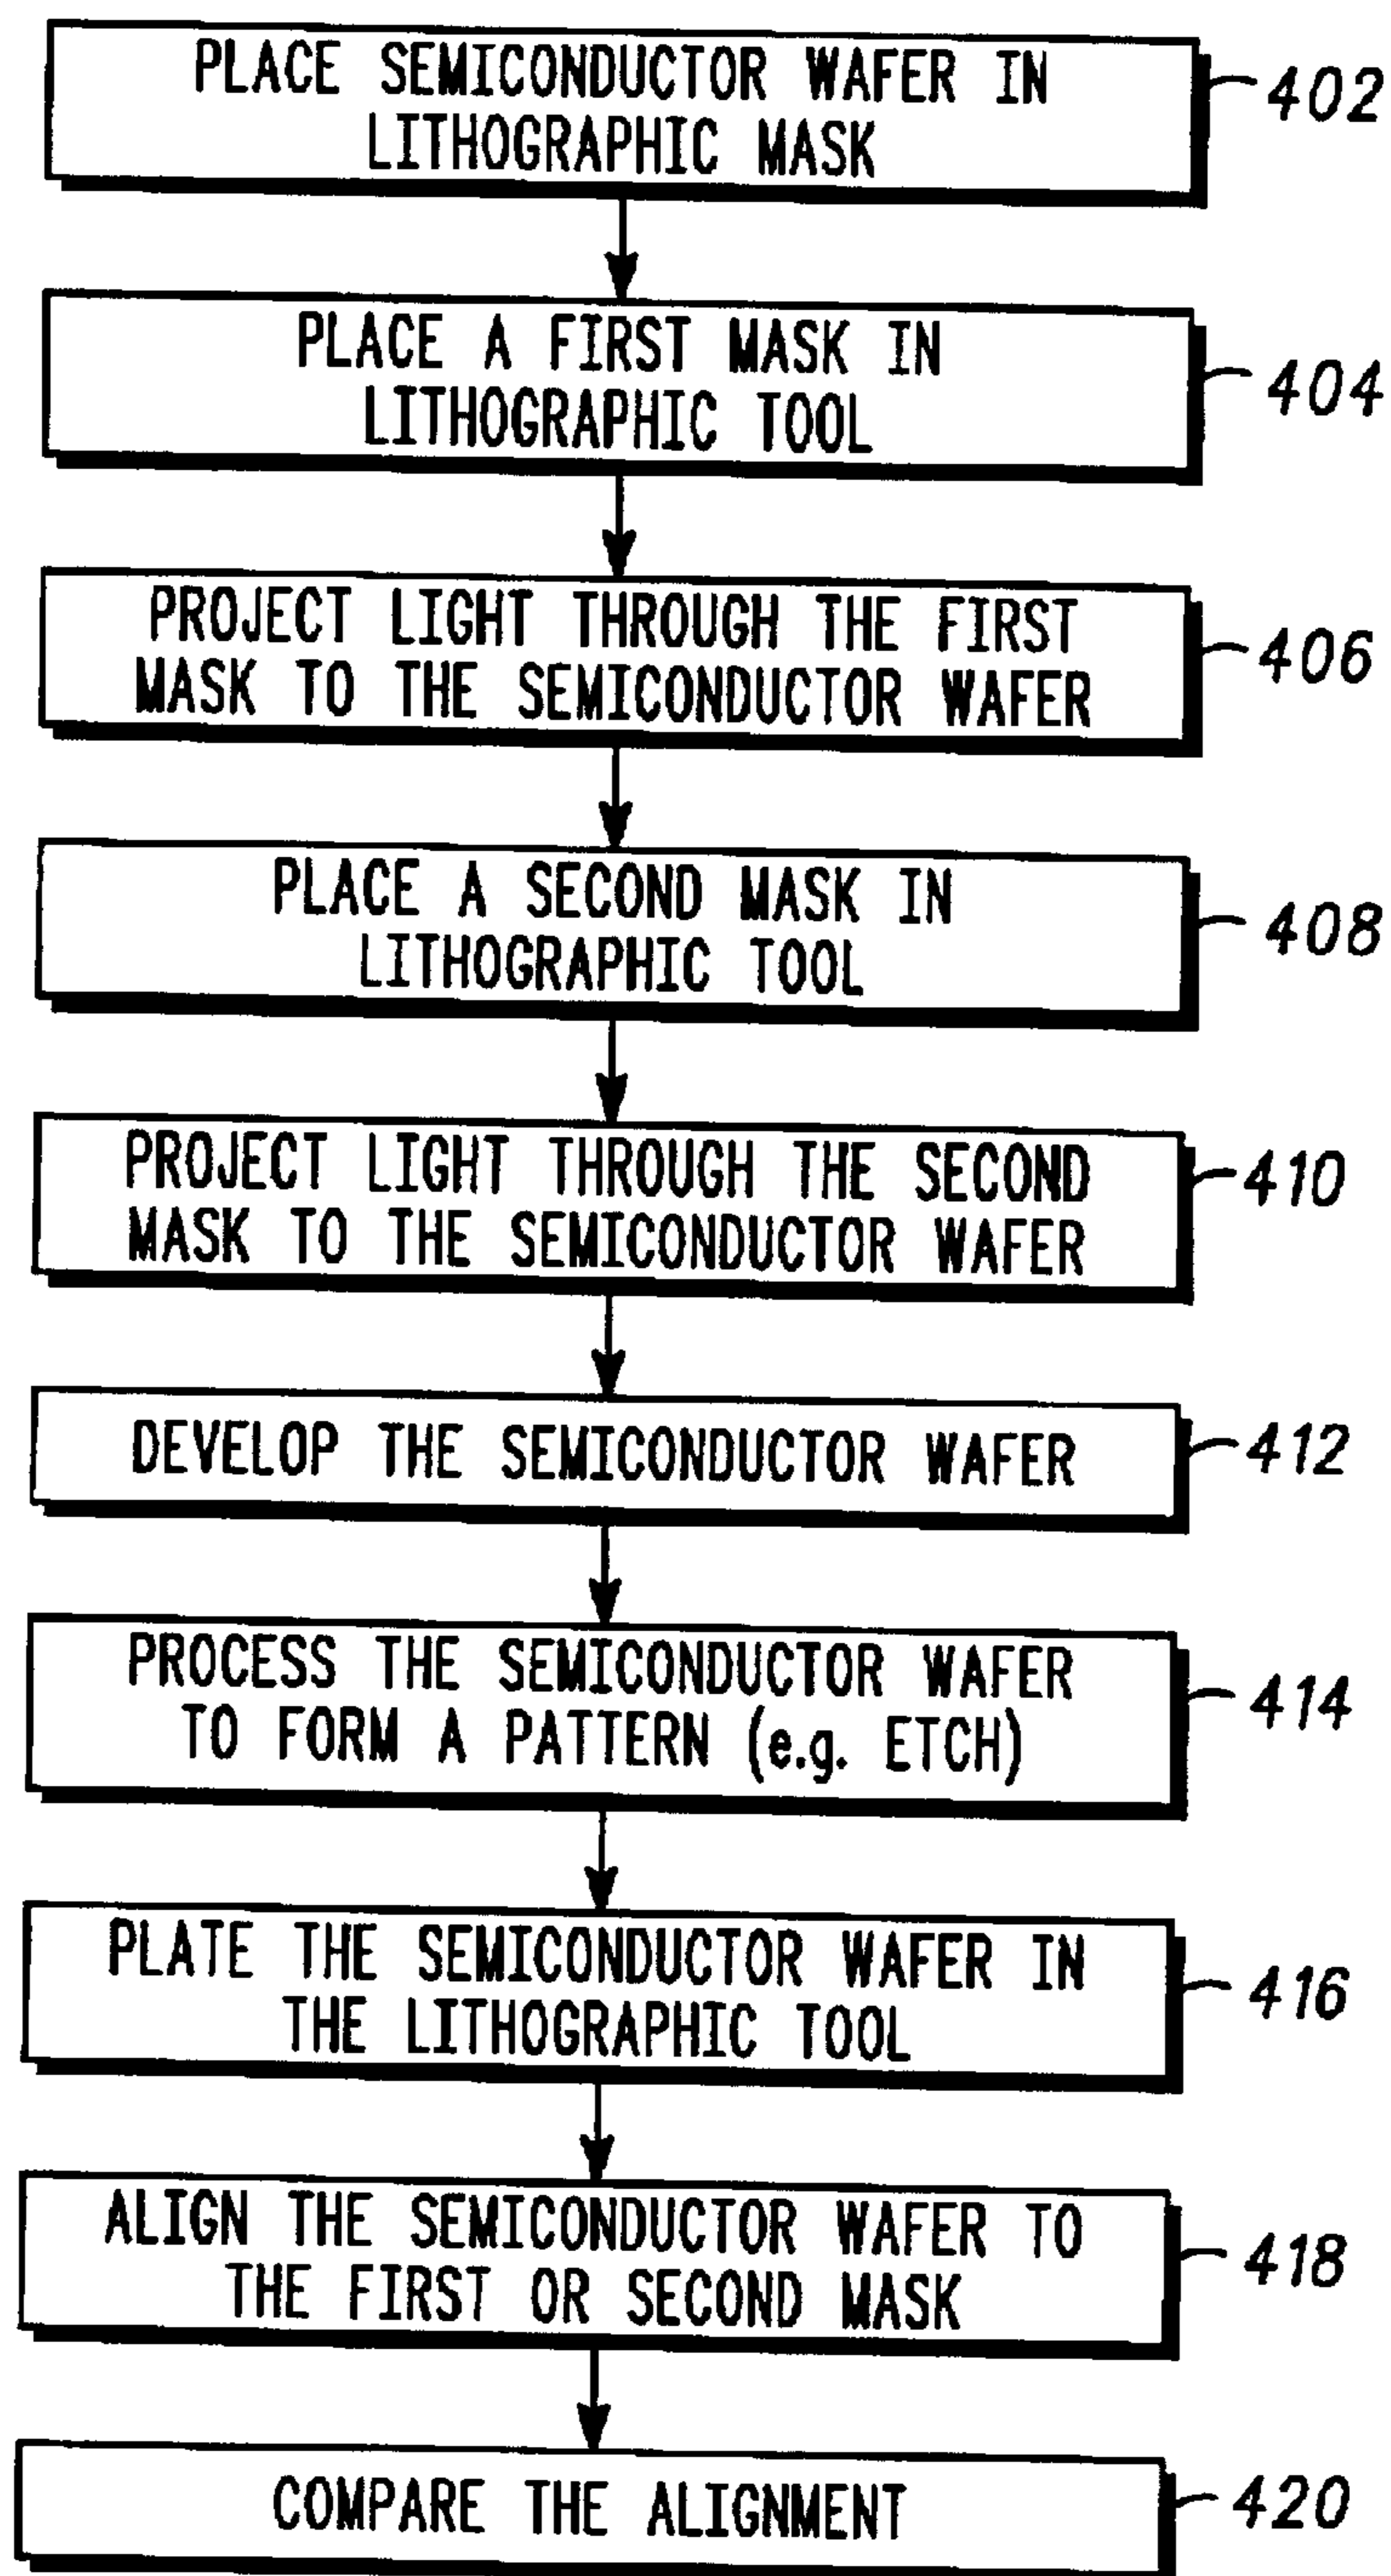 PLACE SEMICONDUCTOR WAFER IN
LITHOGRAPHIC MASK
402
PLACE A FIRST MASK IN
LITHOGRAPHIC TOOL
404
PROJECT LIGHT THROUGH THE FIRST
MASK TO THE SEMICONDUCTOR WAFER
406
PLACE A SECOND MASK IN
LITHOGRAPHIC TOOL
408
PROJECT LIGHT THROUGH THE SECOND
MASK TO THE SEMICONDUCTOR WAFER
410
DEVELOP THE SEMICONDUCTOR WAFER
412
PROCESS THE SEMICONDUCTOR WAFER
TO FORM A PATTERN (e.g. ETCH)
414
PLATE THE SEMICONDUCTOR WAFER IN
THE LITHOGRAPHIC TOOL
416
ALIGN THE SEMICONDUCTOR WAFER TO
THE FIRST OR SECOND MASK
418
COMPARE THE ALIGNMENT
420